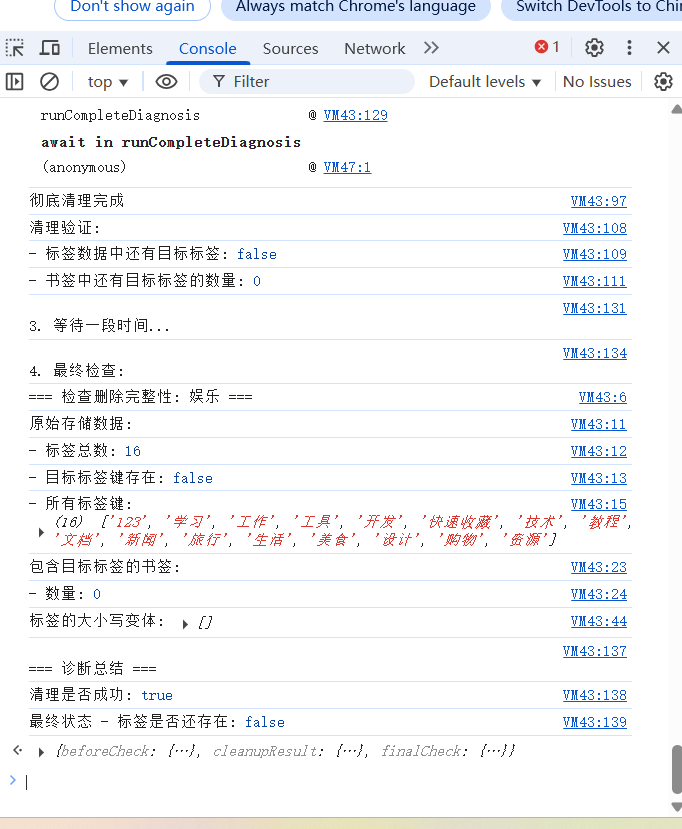 Don't show again Always match Chrome's language Switch DevTools to Chi
Elements Console Sources Network 1
top Filter Default levels No Issues
runCompleteDiagnosis @ VM43:129
await in runCompleteDiagnosis
(anonymous) @ VM47:1
彻底清理完成 VM43:97
清理验证: VM43:108
- 标签数据中还有目标标签: false VM43:109
- 书签中还有目标标签的数量: 0 VM43:111
VM43:131
3. 等待一段时间...
VM43:134
4. 最终检查:
=== 检查删除完整性: 娱乐 === VM43:6
原始存储数据: VM43:11
- 标签总数: 16 VM43:12
- 目标标签键存在: false VM43:13
- 所有标签键: VM43:15
(16) ['123', '学习', '工作', '工具', '开发', '快速收藏', '技术', '教程',
'文档', '新闻', '旅行', '生活', '美食', '设计', '购物', '资源']
包含目标标签的书签: VM43:23
- 数量: 0 VM43:24
标签的大小写变体: [] VM43:44
VM43:137
=== 诊断总结 ===
清理是否成功: true VM43:138
最终状态 - 标签是否还存在: false VM43:139
{beforeCheck: {…}, cleanupResult: {…}, finalCheck: {…}}